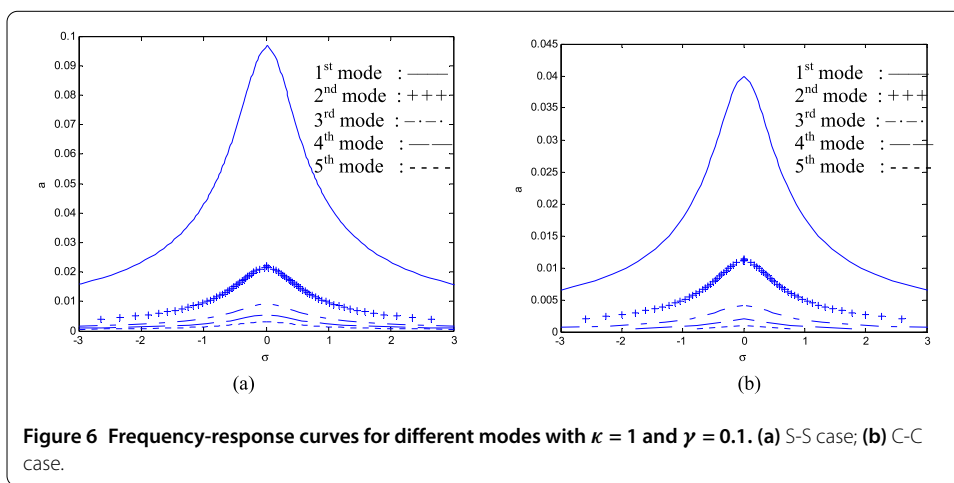 0.1
0.09
0.08
0.07
0.06
0.05
0.04
0.03
0.02
0.01
0
a
-3 -2 -1 0 1 2 3
σ
1st mode : ———
2nd mode : +++
3rd mode : —·—·—
4th mode : — —
5th mode : - - - -
(a)
0.045
0.04
0.035
0.03
0.025
0.02
0.015
0.01
0.005
0
a
-3 -2 -1 0 1 2 3
σ
1st mode :
2nd mode : +++
3rd mode : —·—·—
4th mode : — —
5th mode : - - - -
(b)
Figure 6 Frequency-response curves for different modes with κ = 1 and γ = 0.1. (a) S-S case; (b) C-C
case.